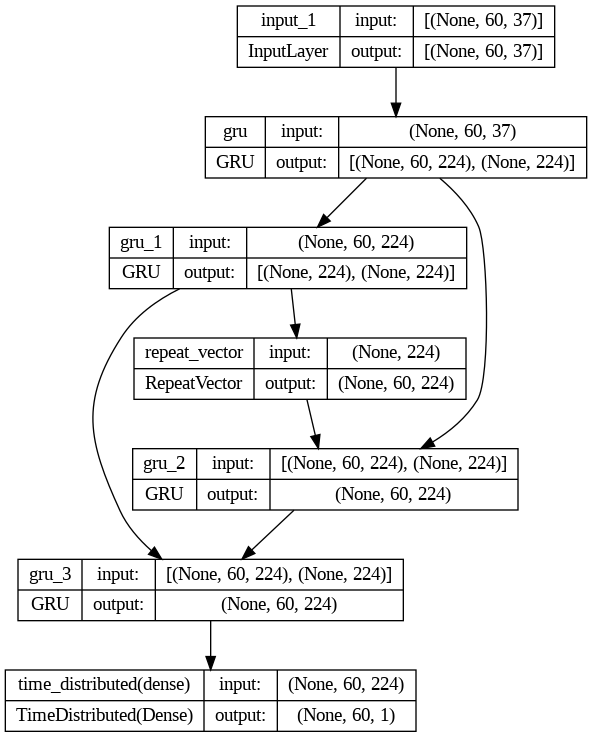 input_1 input: [(None, 60, 37)]
InputLayer output: [(None, 60, 37)]
gru input: (None, 60, 37)
GRU output: [(None, 60, 224), (None, 224)]
gru_1 input: (None, 60, 224)
GRU output: [(None, 224), (None, 224)]
repeat_vector input: (None, 224)
RepeatVector output: (None, 60, 224)
gru_2 input: [(None, 60, 224), (None, 224)]
GRU output: (None, 60, 224)
gru_3 input: [(None, 60, 224), (None, 224)]
GRU output: (None, 60, 224)
time_distributed(dense) input: (None, 60, 224)
TimeDistributed(Dense) output: (None, 60, 1)